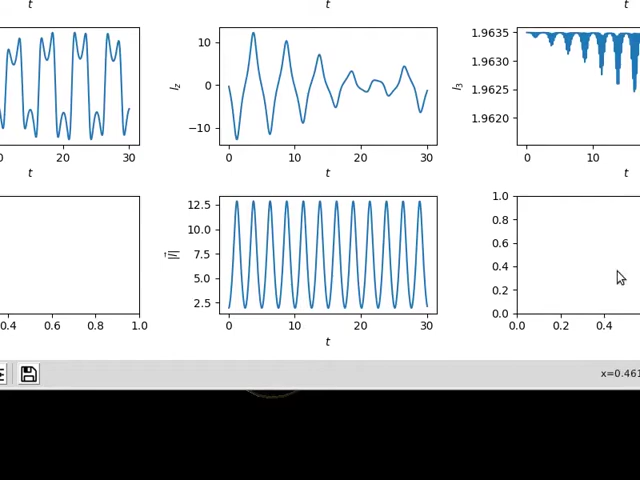 t t t
10
0
−10
l_z
1.9635
1.9630
1.9625
1.9620
l_3
0 20 30 0 10 20 30 0 10
t t t
12.5
10.0
7.5
5.0
2.5
|l⃗|
1.0
0.8
0.6
0.4
0.2
0.0
0.4 0.6 0.8 1.0 0 10 20 30 0.0 0.2 0.4
t
x=0.461